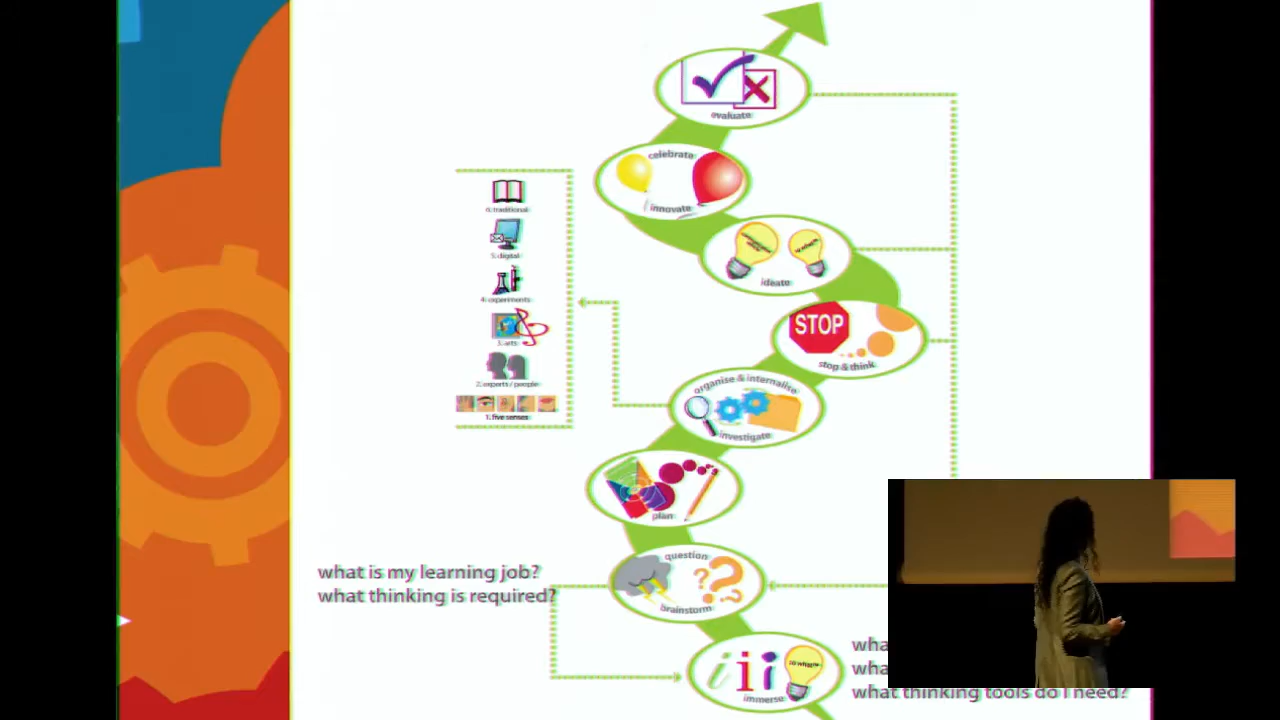 evaluate
celebrate
innovate
ideate
STOP
stop & think
organise & internalise
investigate
plan
question
brainstorm
iii
immerse
6. traditional
5. digital
4. experiments
3. arts
2. experts / people
1. five senses
what is my learning job?
what thinking is required?
what thinking tools do I need?